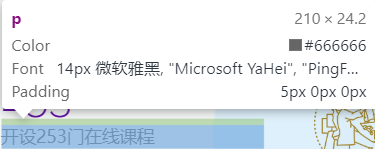 p 210 × 24.2
Color #666666
Font 14px 微软雅黑, "Microsoft YaHei", "PingF...
Padding 5px 0px 0px
开设253门在线课程